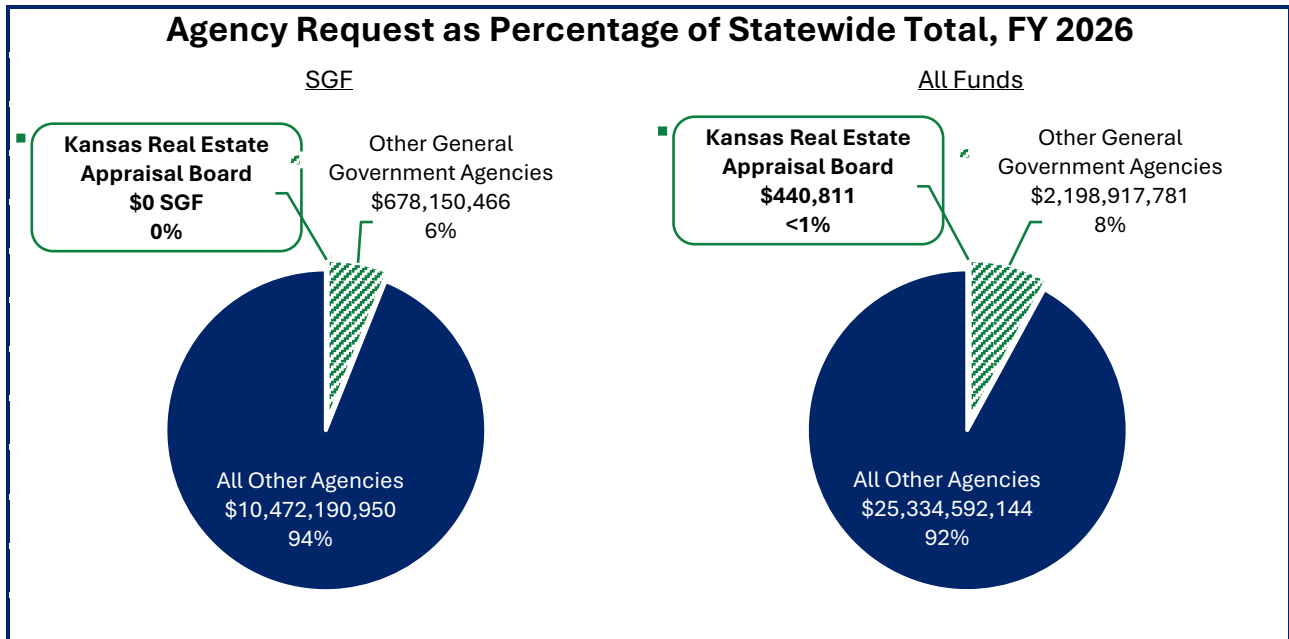 Agency Request as Percentage of Statewide Total, FY 2026
SGF
Kansas Real Estate
Appraisal Board
$0 SGF
0%
Other General
Government Agencies
$678,150,466
6%
All Other Agencies
$10,472,190,950
94%
All Funds
Kansas Real Estate
Appraisal Board
$440,811
<1%
Other General
Government Agencies
$2,198,917,781
8%
All Other Agencies
$25,334,592,144
92%